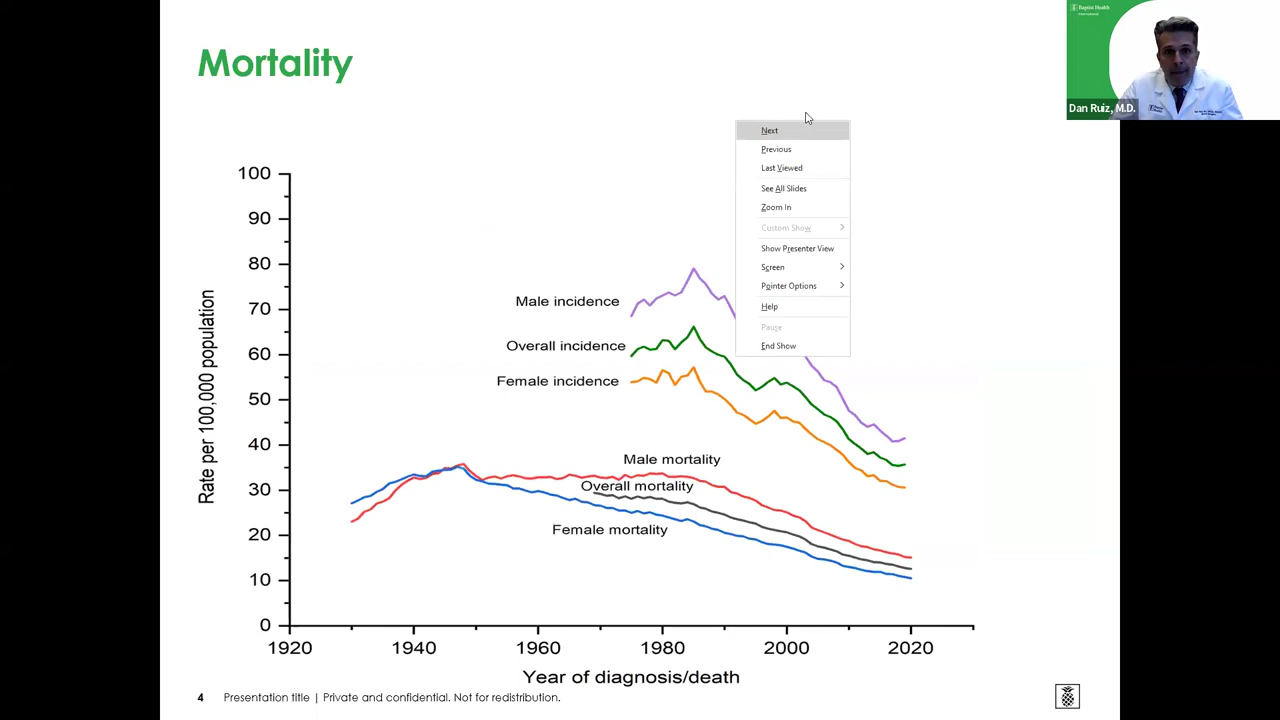 Mortality
Baptist Health
International
Dan Ruiz, M.D.
Next
Previous
Last Viewed
See All Slides
Zoom In
Custom Show
Show Presenter View
Screen
Pointer Options
Help
Pause
End Show
Rate per 100,000 population
100
90
80
70
60
50
40
30
20
10
0
Male incidence
Overall incidence
Female incidence
Male mortality
Overall mortality
Female mortality
1920
1940
1960
1980
2000
2020
Year of diagnosis/death
4 Presentation title | Private and confidential. Not for redistribution.